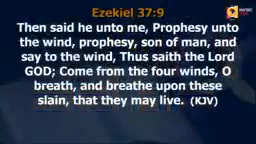 Ezekiel 37:9
Then said he unto me, Prophesy unto
the wind, prophesy, son of man, and
say to the wind, Thus saith the Lord
GOD; Come from the four winds, O
breath, and breathe upon these
slain, that they may live. (KJV)